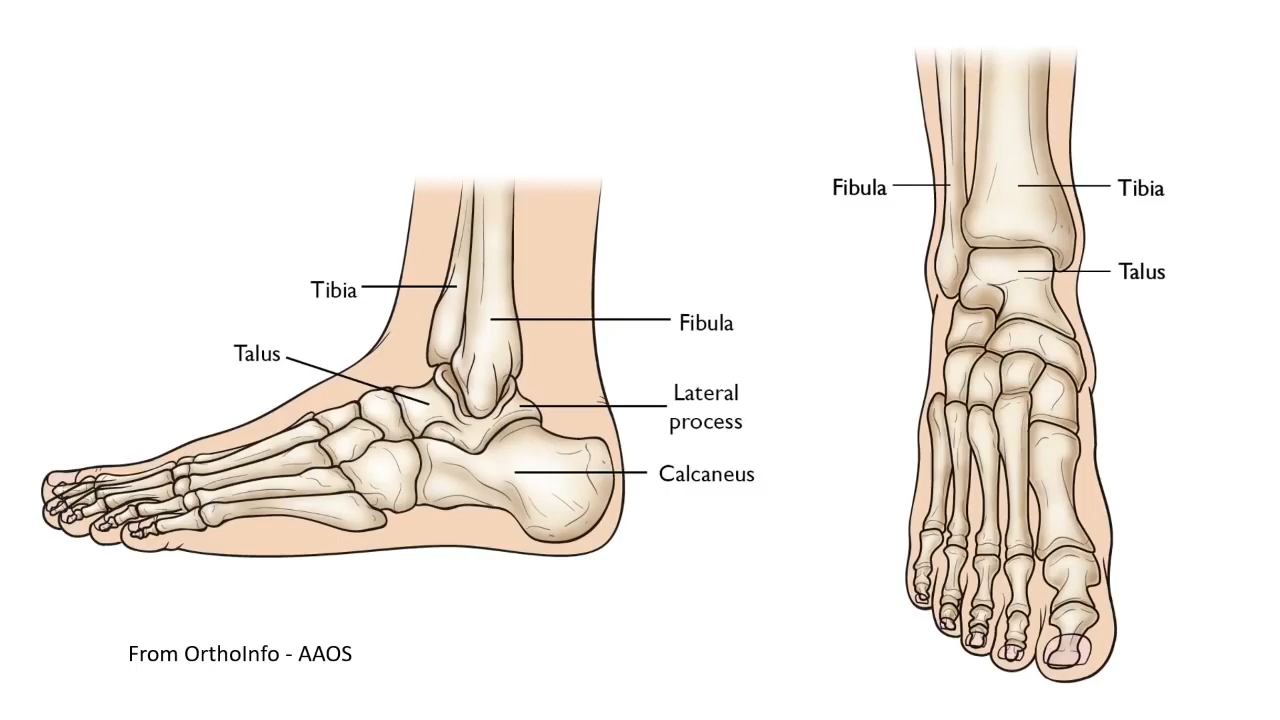 Tibia
Fibula
Talus
Lateral
process
Calcaneus
From OrthoInfo - AAOS
Fibula
Tibia
Talus